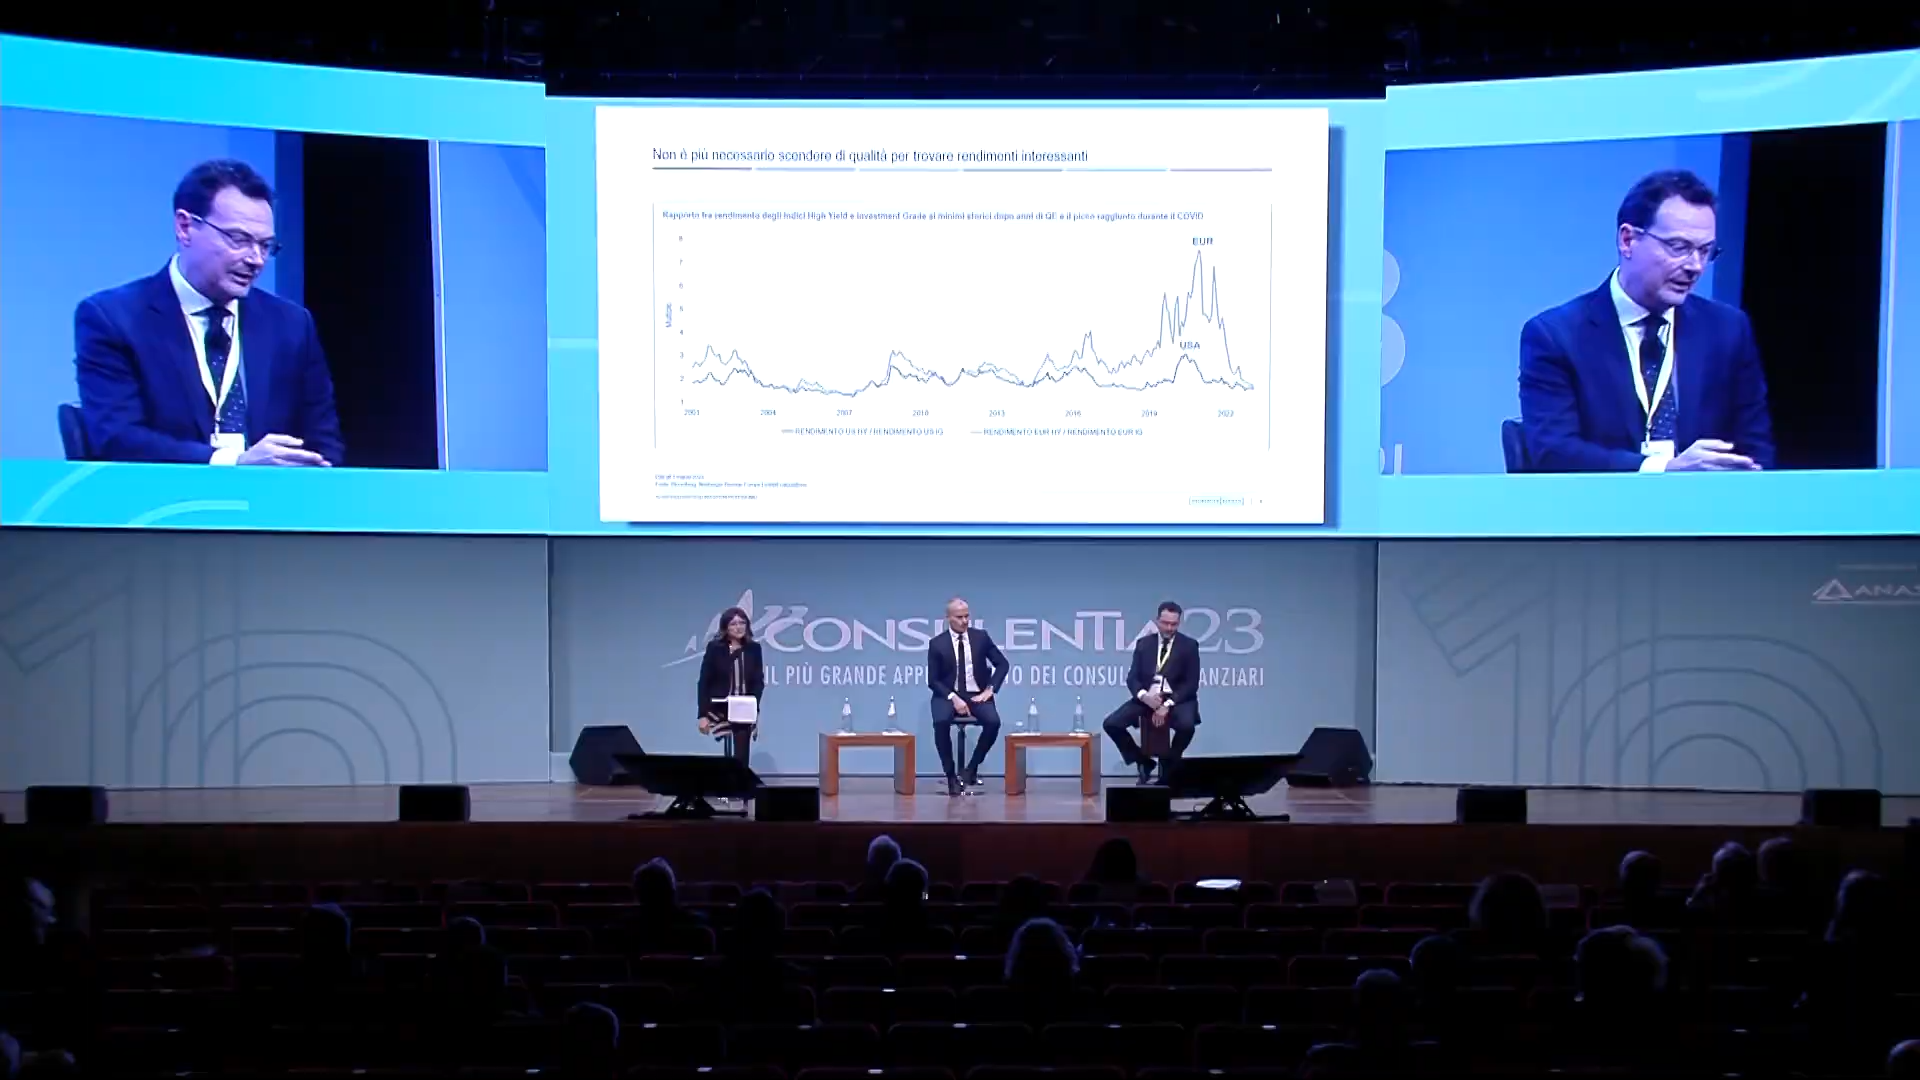 Non è più necessario scendere di qualità per trovare rendimenti interessanti
Rapporto fra rendimento degli Indici High Yield e Investment Grade ai minimi storici dopo anni di QE e il picco raggiunto durante il COVID
8
7
6
5
4
3
2
1
Multiplo
EUR
USA
2001 2004 2007 2010 2013 2016 2019 2022
RENDIMENTO US HY / RENDIMENTO US IG RENDIMENTO EUR HY / RENDIMENTO EUR IG
CONSULENTIA 23
IL PIÙ GRANDE APP O DEI CONSUL ANZIARI
ANAS